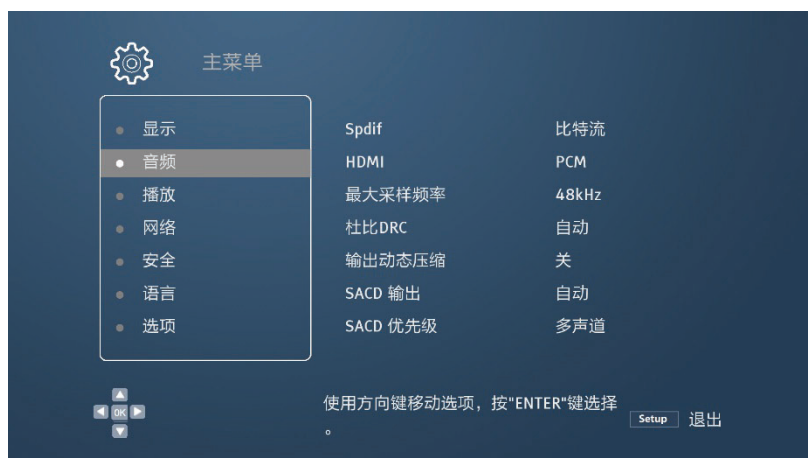 主菜单
显示
音频
播放
网络
安全
语言
选项
Spdif 比特流
HDMI PCM
最大采样频率 48kHz
杜比DRC 自动
输出动态压缩 关
SACD 输出 自动
SACD 优先级 多声道
OK
使用方向键移动选项，按"ENTER"键选择
。
Setup 退出